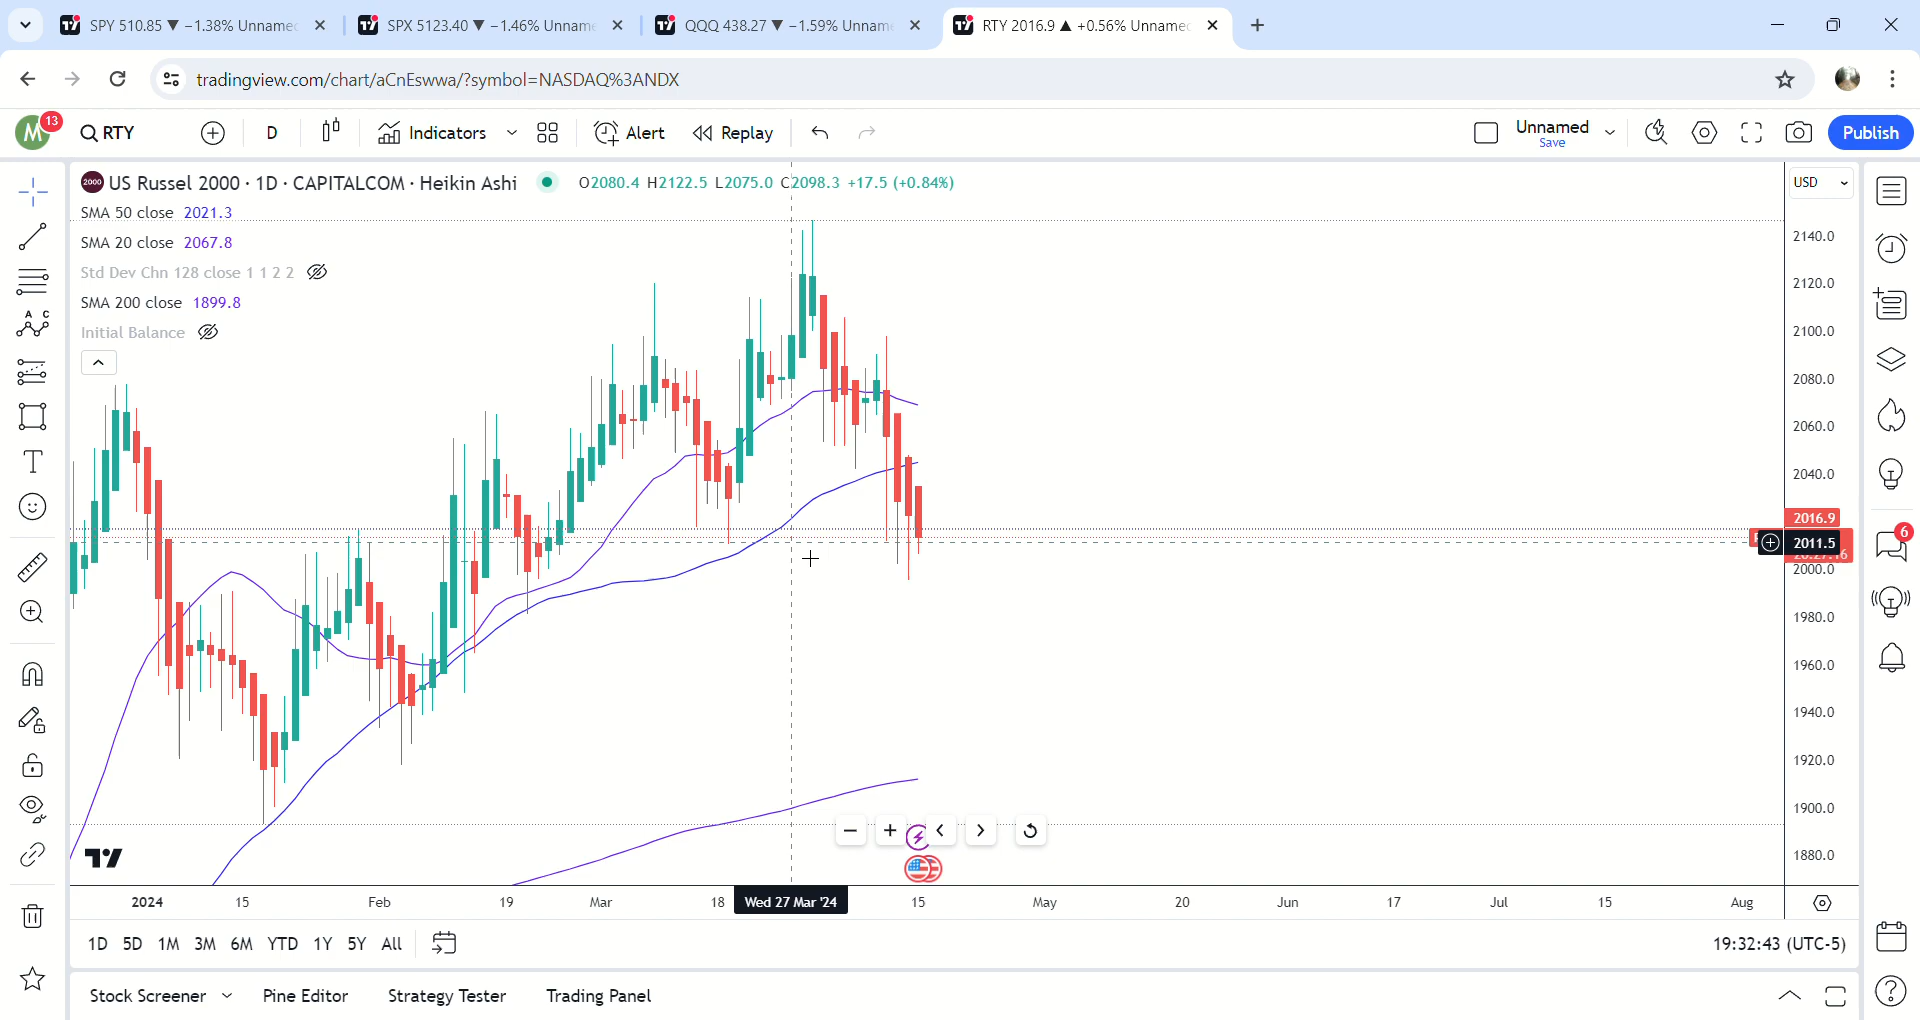 SPY 510.85 ▼ −1.38% Unname
SPX 5123.40 ▼ −1.46% Unnam
QQQ 438.27 ▼ −1.59% Unnam
RTY 2016.9 ▲ +0.56% Unname
tradingview.com/chart/aCnEswwa/?symbol=NASDAQ%3ANDX
M 13
RTY
D
Indicators
Alert
Replay
Unnamed
Save
Publish
2000 US Russel 2000 · 1D · CAPITALCOM · Heikin Ashi O2080.4 H2122.5 L2075.0 C2098.3 +17.5 (+0.84%)
USD
SMA 50 close 2021.3
SMA 20 close 2067.8
Std Dev Chn 128 close 1 1 2 2
SMA 200 close 1899.8
Initial Balance
2140.0
2120.0
2100.0
2080.0
2060.0
2040.0
2016.9
2011.5
2000.0
1980.0
1960.0
1940.0
1920.0
1900.0
1880.0
A C
T
6
2024 15 Feb 19 Mar 18 Wed 27 Mar '24 15 May 20 Jun 17 Jul 15 Aug
1D 5D 1M 3M 6M YTD 1Y 5Y All
19:32:43 (UTC-5)
Stock Screener Pine Editor Strategy Tester Trading Panel